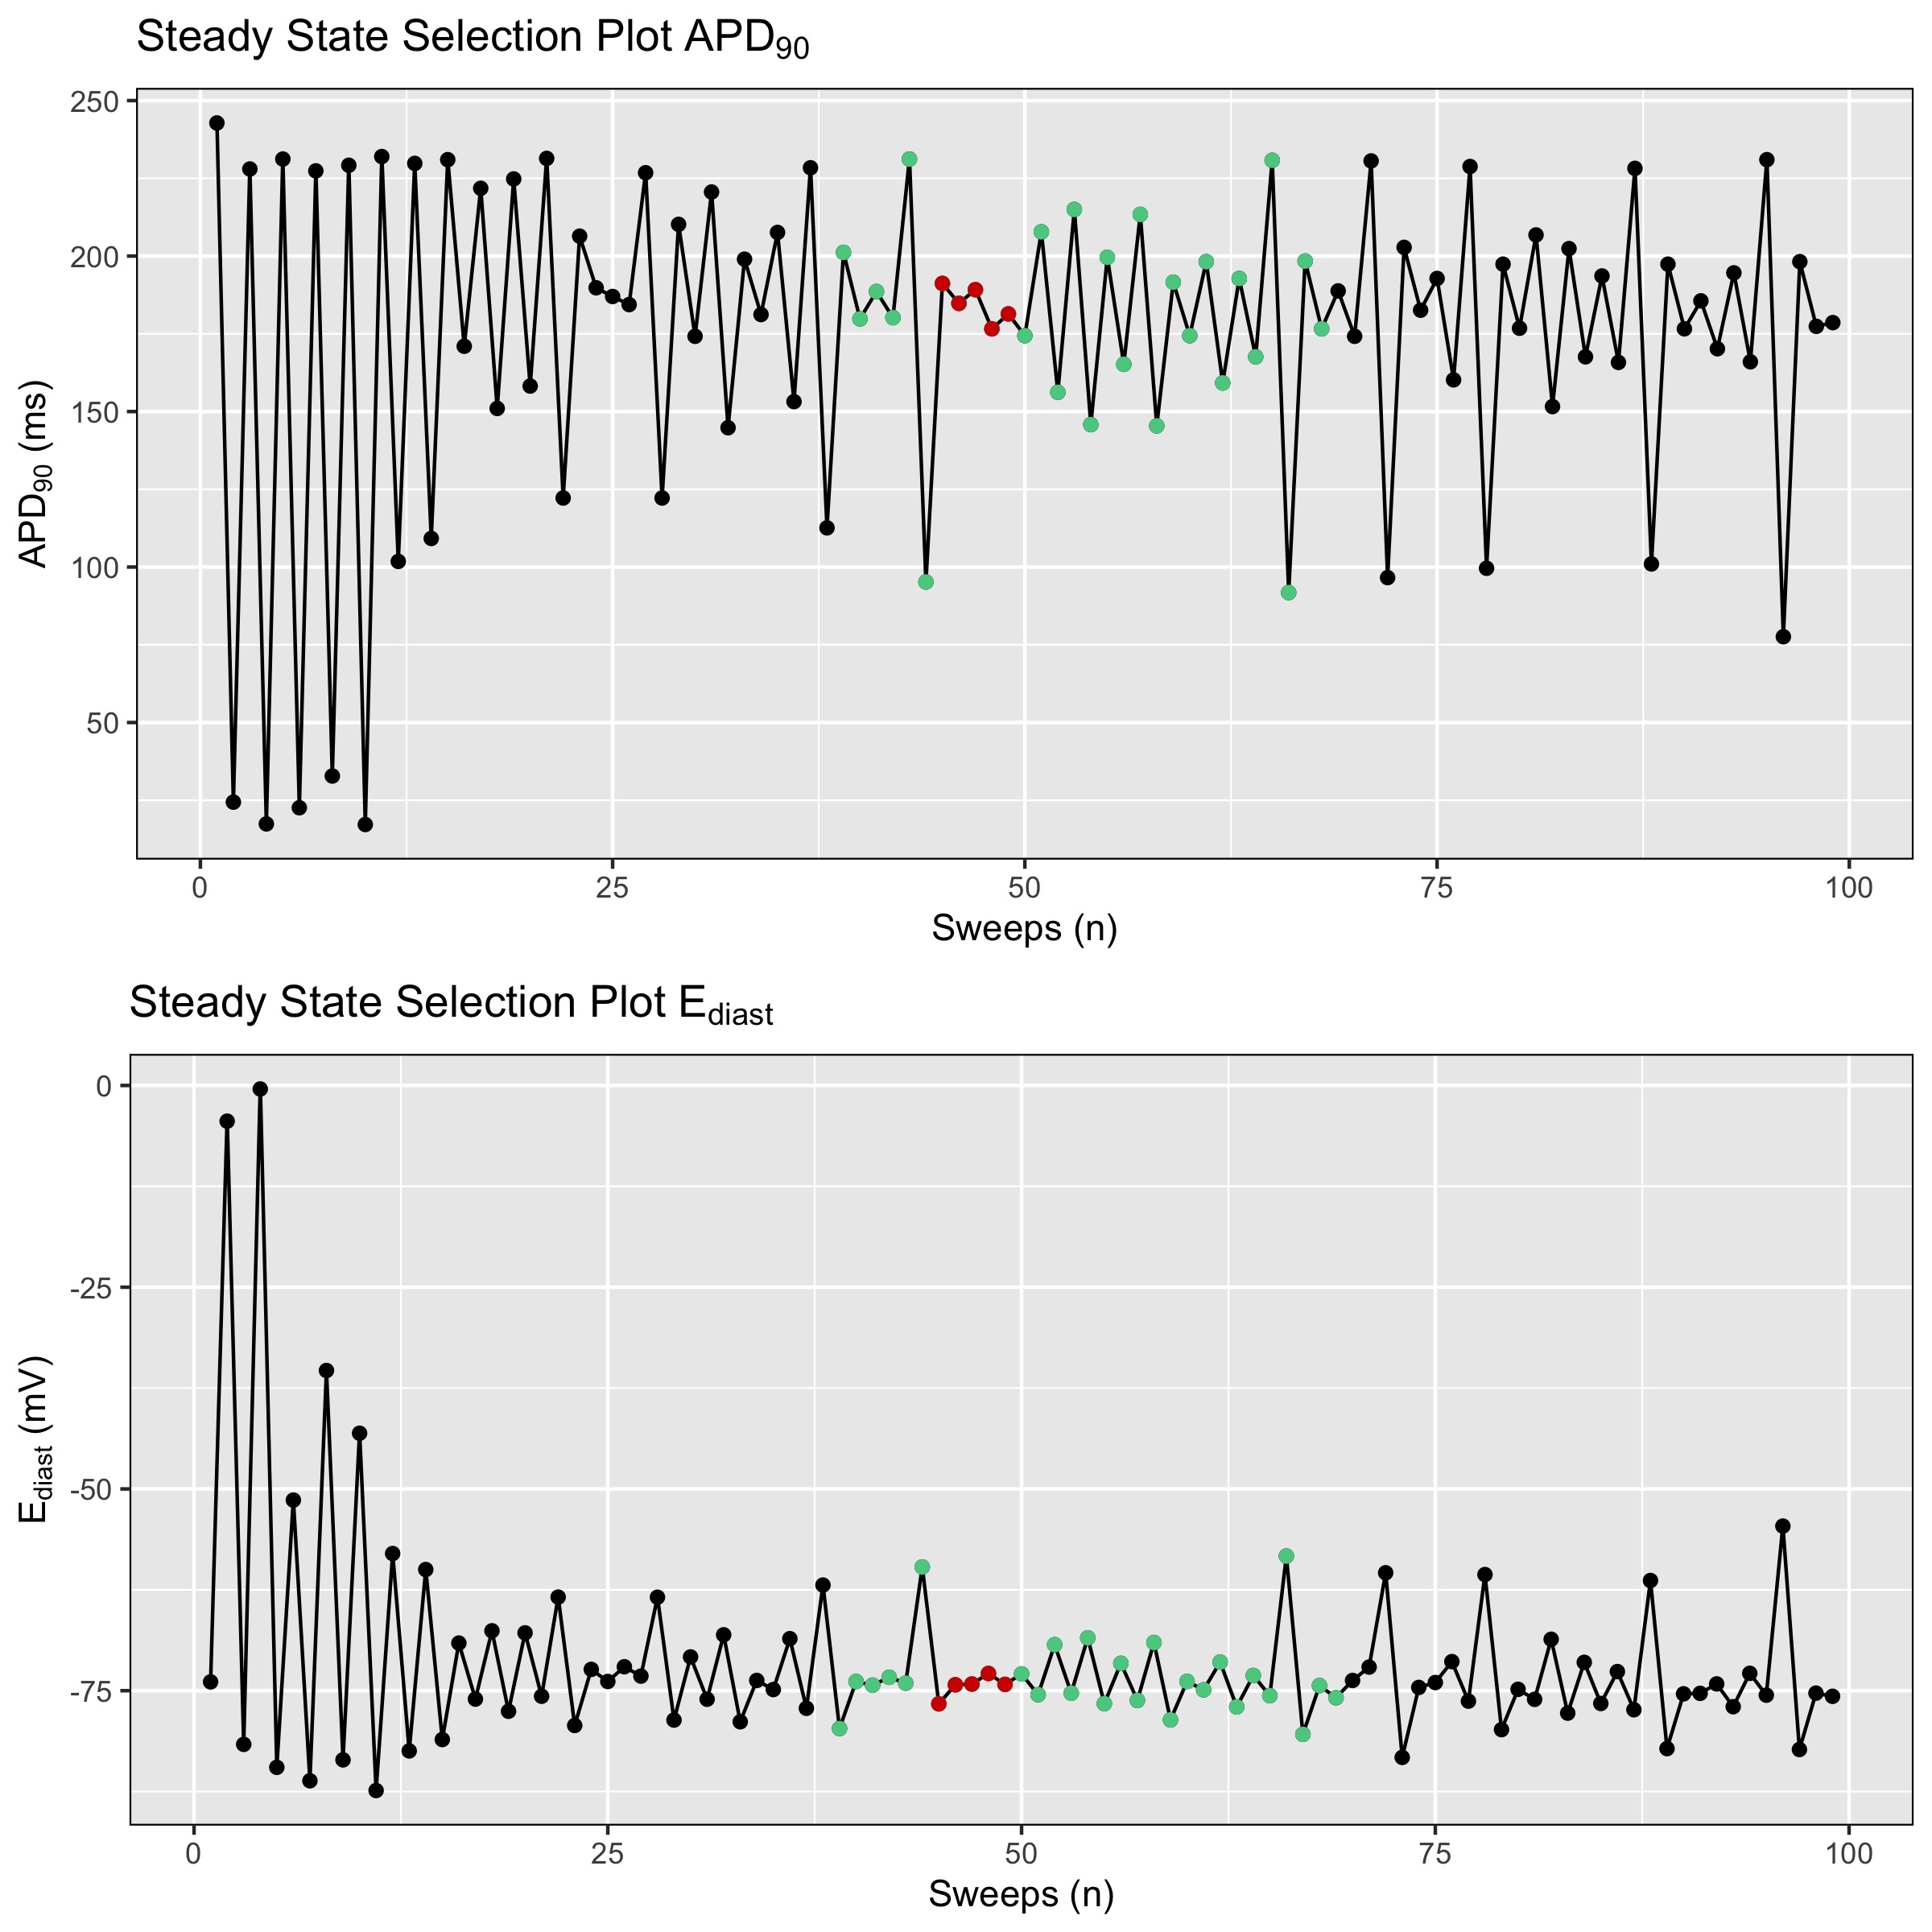 Steady State Selection Plot APD90
250
200
150
100
50
APD90 (ms)
0 25 50 75 100
Sweeps (n)
Steady State Selection Plot Ediast
0
-25
-50
-75
Ediast (mV)
0 25 50 75 100
Sweeps (n)